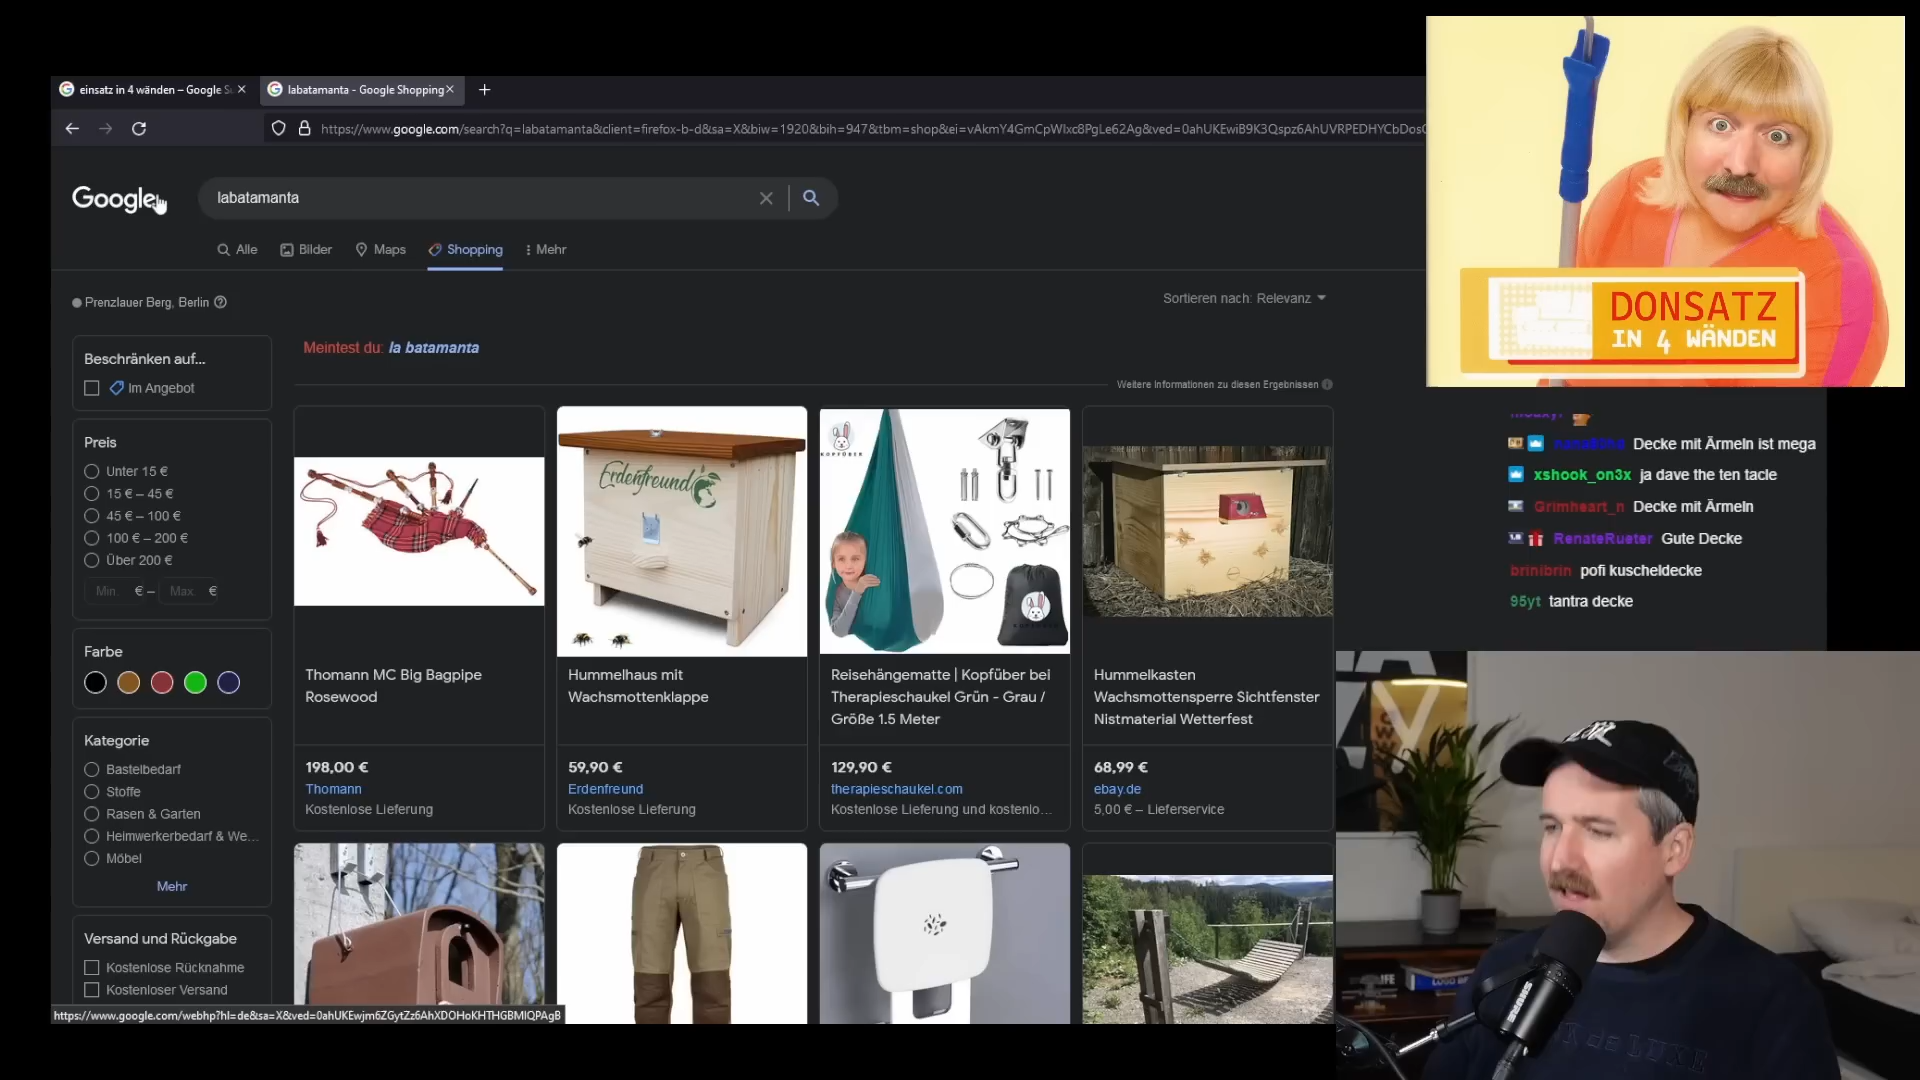 einsatz in 4 wänden – Google S
labatamanta - Google Shopping
https://www.google.com/search?q=labatamanta&client=firefox-b-d&sa=X&biw=1920&bih=947&tbm=shop&ei=vAkmY4GmCpWlxc8PgLe62Ag&ved=0ahUKEwiB9K3Qspz6AhUVRPEDHYCbDos
Google
labatamanta
Alle
Bilder
Maps
Shopping
Mehr
Prenzlauer Berg, Berlin
Sortieren nach: Relevanz
Beschränken auf...
Im Angebot
Preis
Unter 15 €
15 € – 45 €
45 € – 100 €
100 € – 200 €
Über 200 €
Min. € – Max. €
Farbe
Kategorie
Bastelbedarf
Stoffe
Rasen & Garten
Heimwerkerbedarf & We...
Möbel
Mehr
Versand und Rückgabe
Kostenlose Rücknahme
Kostenloser Versand
Meintest du: la batamanta
Weitere Informationen zu diesen Ergebnissen
Thomann MC Big Bagpipe
Rosewood
198,00 €
Thomann
Kostenlose Lieferung
Erdenfreund
Hummelhaus mit
Wachsmottenklappe
59,90 €
Erdenfreund
Kostenlose Lieferung
KOPFÜBER
Reisehängematte | Kopfüber bei
Therapieschaukel Grün - Grau /
Größe 1.5 Meter
129,90 €
therapieschaukel.com
Kostenlose Lieferung und kostenlo...
Hummelkasten
Wachsmottensperre Sichtfenster
Nistmaterial Wetterfest
68,99 €
ebay.de
5,00 € – Lieferservice
https://www.google.com/webhp?hl=de&sa=X&ved=0ahUKEwjm6ZGytZz6AhXDOHoKHTHGBMIQPAgB
DONSATZ
IN 4 WÄNDEN
Decke mit Ärmeln ist mega
xshook_on3x ja dave the ten tacle
Grimheart_n Decke mit Ärmeln
RenateRueter Gute Decke
brinibrin pofi kuscheldecke
95yt tantra decke
SHURE